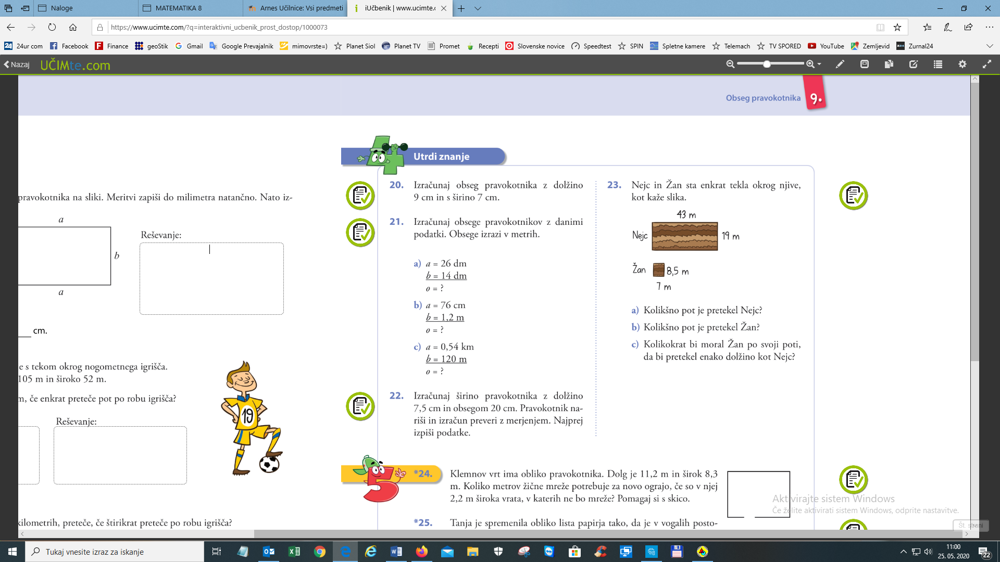 Naloge
MATEMATIKA 8
Arnes Učilnice: Vsi predmeti
iUčbenik | www.ucimte.c
https://www.ucimte.com/?q=interaktivni_ucbenik_prost_dostop/1000073
24ur com
Facebook
Finance
geoStik
Gmail
Google Prevajalnik
mimovrste=)
Planet Siol
Planet TV
Promet
Recepti
Slovenske novice
Speedtest
SPIN
Spletne kamere
Telemach
TV SPORED
YouTube
Zemljevid
Zurnal24
Nazaj
UČIMte.com
Obseg pravokotnika 9.
pravokotnika na sliki. Meritvi zapiši do milimetra natančno. Nato iz-
a
Reševanje:
b
a
cm.
e s tekom okrog nogometnega igrišča.
105 m in široko 52 m.
m, če enkrat preteče pot po robu igrišča?
Reševanje:
19
kilometrih, preteče, če štirikrat preteče po robu igrišča?
Utrdi znanje
20. Izračunaj obseg pravokotnika z dolžino
9 cm in s širino 7 cm.
21. Izračunaj obsege pravokotnikov z danimi
podatki. Obsege izrazi v metrih.
a) a = 26 dm
b = 14 dm
o = ?
b) a = 76 cm
b = 1,2 m
o = ?
c) a = 0,54 km
b = 120 m
o = ?
22. Izračunaj širino pravokotnika z dolžino
7,5 cm in obsegom 20 cm. Pravokotnik na-
riši in izračun preveri z merjenjem. Najprej
izpiši podatke.
23. Nejc in Žan sta enkrat tekla okrog njive,
kot kaže slika.
43 m
Nejc
19 m
Žan
8,5 m
7 m
a) Kolikšno pot je pretekel Nejc?
b) Kolikšno pot je pretekel Žan?
c) Kolikokrat bi moral Žan po svoji poti,
da bi pretekel enako dolžino kot Nejc?
5
*24. Klemnov vrt ima obliko pravokotnika. Dolg je 11,2 m in širok 8,3
m. Koliko metrov žične mreže potrebuje za novo ograjo, če so v njej
2,2 m široka vrata, v katerih ne bo mreže? Pomagaj si s skico.
*25. Tanja je spremenila obliko lista papirja tako, da je v vogalih posto-
Aktivirajte sistem Windows
Če želite aktivirati sistem Windows, odprite nastavitve.
Št. strani
Tukaj vnesite izraz za iskanje
11:00
25. 05. 2020
22